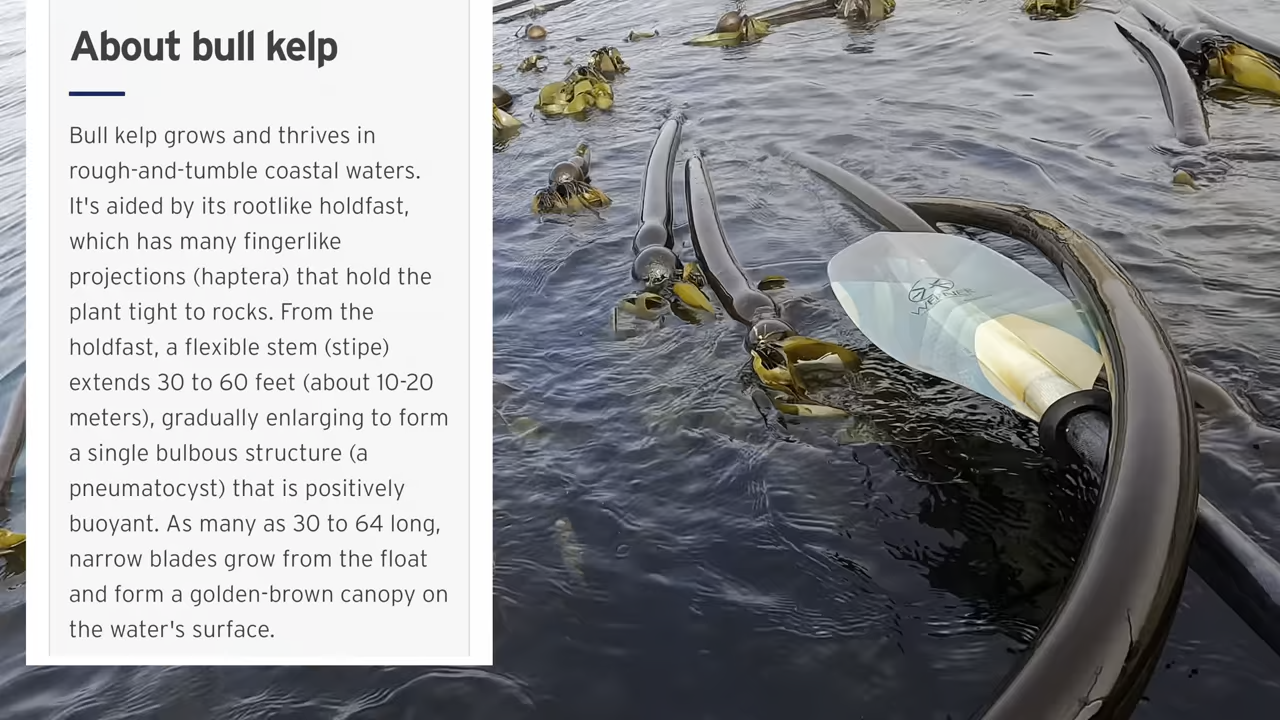 About bull kelp
Bull kelp grows and thrives in
rough-and-tumble coastal waters.
It's aided by its rootlike holdfast,
which has many fingerlike
projections (haptera) that hold the
plant tight to rocks. From the
holdfast, a flexible stem (stipe)
extends 30 to 60 feet (about 10-20
meters), gradually enlarging to form
a single bulbous structure (a
pneumatocyst) that is positively
buoyant. As many as 30 to 64 long,
narrow blades grow from the float
and form a golden-brown canopy on
the water's surface.
WERNER